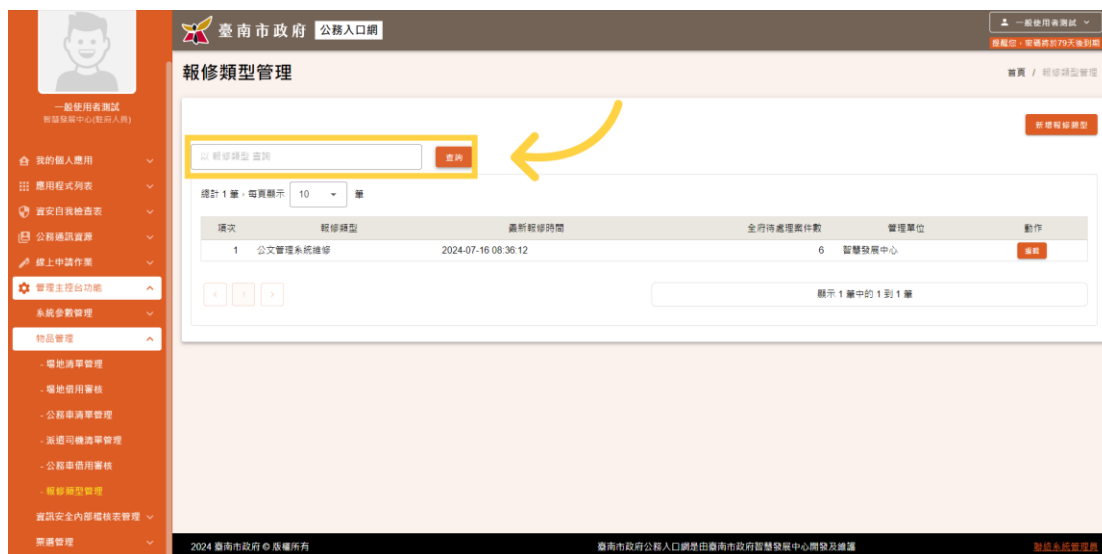 臺南市政府 公務入口網
一般使用者測試
提醒您，密碼將於79天後到期
報修類型管理
首頁 / 報修類型管理
一般使用者測試
智慧發展中心(駐府人員)
新增報修類型
以 報修類型 查詢
查詢
總計 1 筆，每頁顯示 10 筆
項次 報修類型 最新報修時間 全府待處理案件數 管理單位 動作
1 公文管理系統維修 2024-07-16 08:36:12 6 智慧發展中心 編輯
< 1 >
顯示 1 筆中的 1 到 1 筆
我的個人應用
應用程式列表
資安自我檢查表
公務通訊資源
線上申請作業
管理主控台功能
系統參數管理
物品管理
- 場地清單管理
- 場地借用審核
- 公務車清單管理
- 派遣司機清單管理
- 公務車借用審核
- 報修類型管理
資訊安全內部稽核表管理
票選管理
2024 臺南市政府 © 版權所有
臺南市政府公務入口網是由臺南市政府智慧發展中心開發及維護
聯絡系統管理員